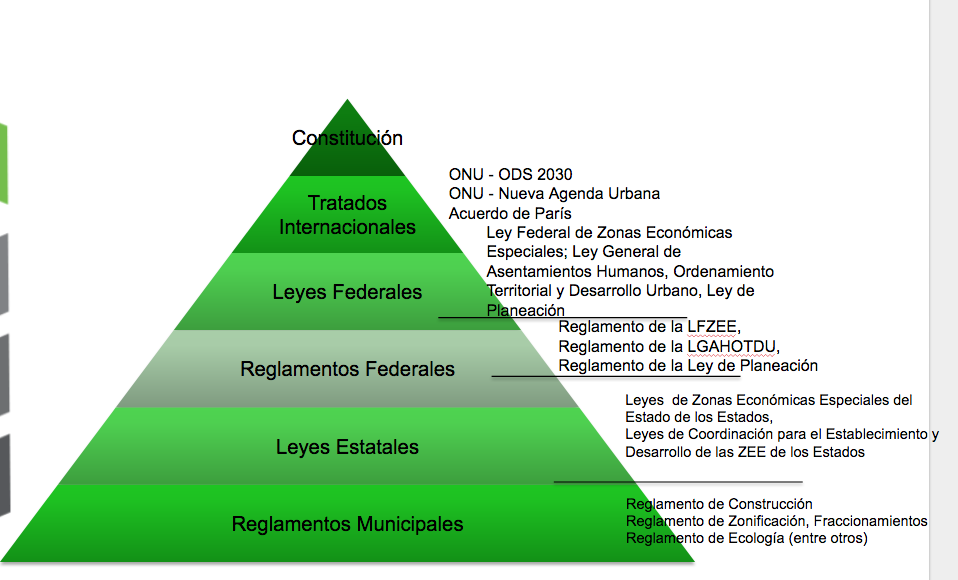 Constitución
ONU - ODS 2030
ONU - Nueva Agenda Urbana
Acuerdo de París
Tratados
Internacionales
Ley Federal de Zonas Económicas
Especiales; Ley General de
Asentamientos Humanos, Ordenamiento
Territorial y Desarrollo Urbano, Ley de
Planeación
Leyes Federales
Reglamento de la LFZEE,
Reglamento de la LGAHOTDU,
Reglamento de la Ley de Planeación
Reglamentos Federales
Leyes  de Zonas Económicas Especiales del
Estado de los Estados,
Leyes de Coordinación para el Establecimiento y
Desarrollo de las ZEE de los Estados
Leyes Estatales
Reglamento de Construcción
Reglamento de Zonificación, Fraccionamientos
Reglamento de Ecología (entre otros)
Reglamentos Municipales